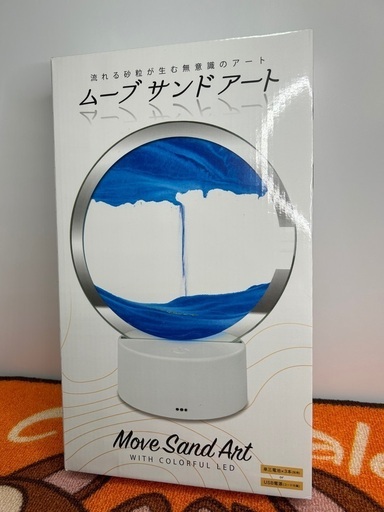 流れる砂粒が生む無意識のアート
ムーブ サンド アート
Move Sand Art
WITH COLORFUL LED